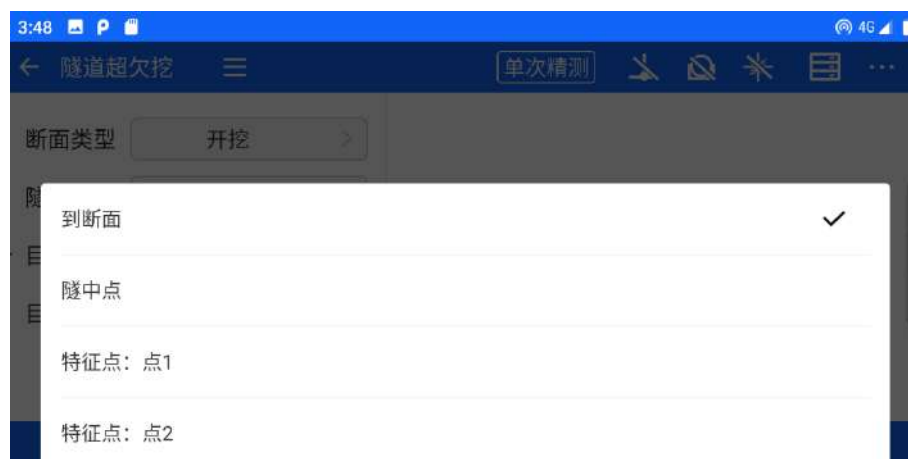 3:48 4G
隧道超欠挖 单次精测
断面类型 开挖
到断面
隧中点
特征点：点1
特征点：点2